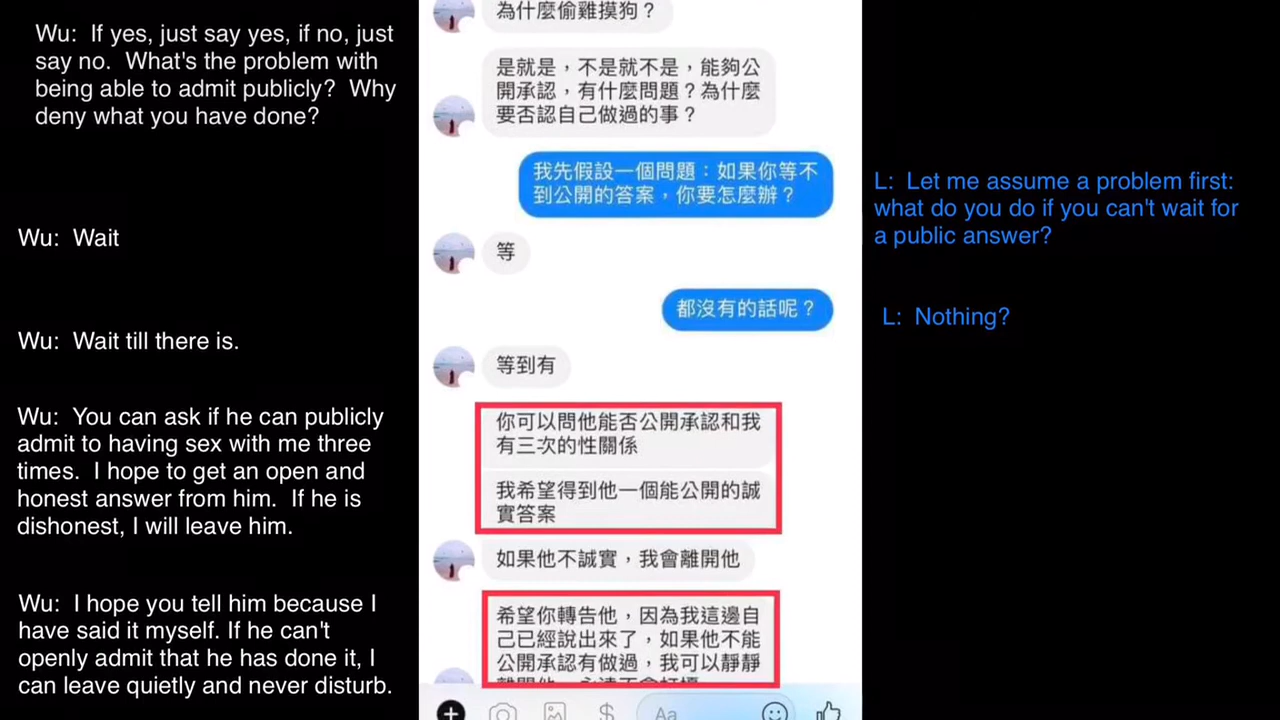 Wu:  If yes, just say yes, if no, just
say no.  What's the problem with
being able to admit publicly?  Why
deny what you have done?
Wu:  Wait
Wu:  Wait till there is.
Wu:  You can ask if he can publicly
admit to having sex with me three
times.  I hope to get an open and
honest answer from him.  If he is
dishonest, I will leave him.
Wu:  I hope you tell him because I
have said it myself. If he can't
openly admit that he has done it, I
can leave quietly and never disturb.
為什麼偷雞摸狗？
是就是，不是就不是，能夠公
開承認，有什麼問題？為什麼
要否認自己做過的事？
我先假設一個問題：如果你等不
到公開的答案，你要怎麼辦？
等
都沒有的話呢？
等到有
你可以問他能否公開承認和我
有三次的性關係
我希望得到他一個能公開的誠
實答案
如果他不誠實，我會離開他
希望你轉告他，因為我這邊自
己已經說出來了，如果他不能
公開承認有做過，我可以靜靜
Aa
L:  Let me assume a problem first:
what do you do if you can't wait for
a public answer?
L:  Nothing?